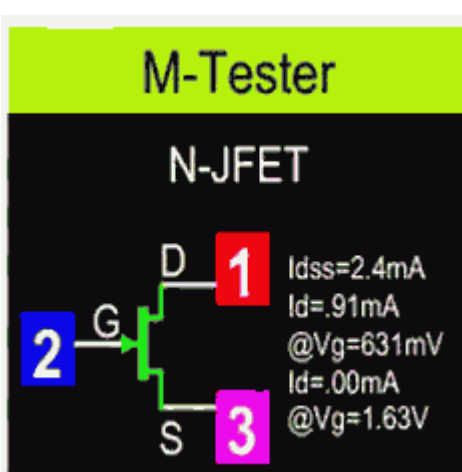 M-Tester
N-JFET
D
1
Idss=2.4mA
Id=.91mA
@Vg=631mV
Id=.00mA
@Vg=1.63V
2
G
S
3